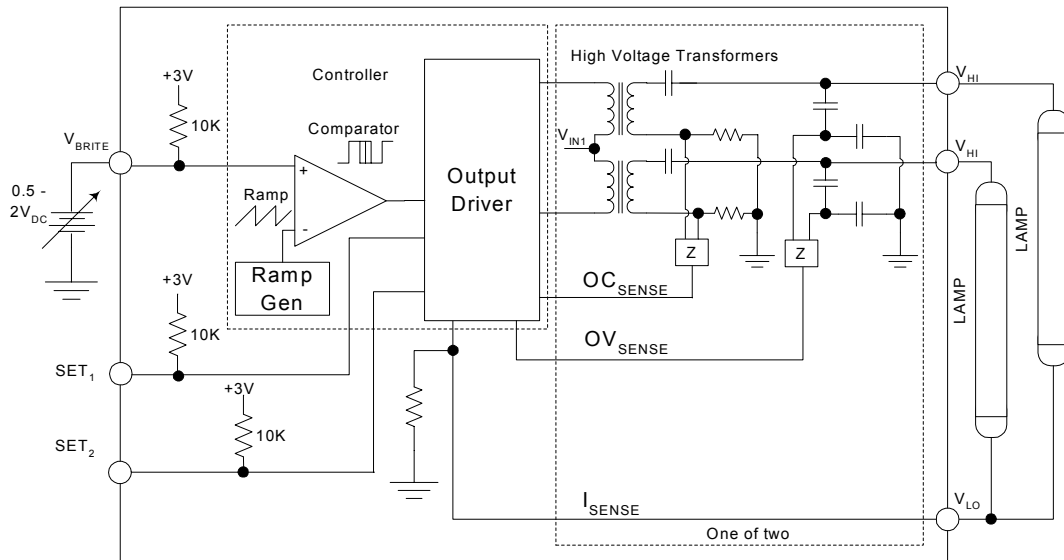 High Voltage Transformers
Controller
+3V
10K
V_BRITE
0.5 -
2V_DC
Comparator
+
Ramp
-
Ramp
Gen
Output
Driver
V_IN1
V_HI
V_HI
LAMP
LAMP
Z
Z
OC_SENSE
OV_SENSE
+3V
10K
SET_1
+3V
10K
SET_2
I_SENSE
V_LO
One of two